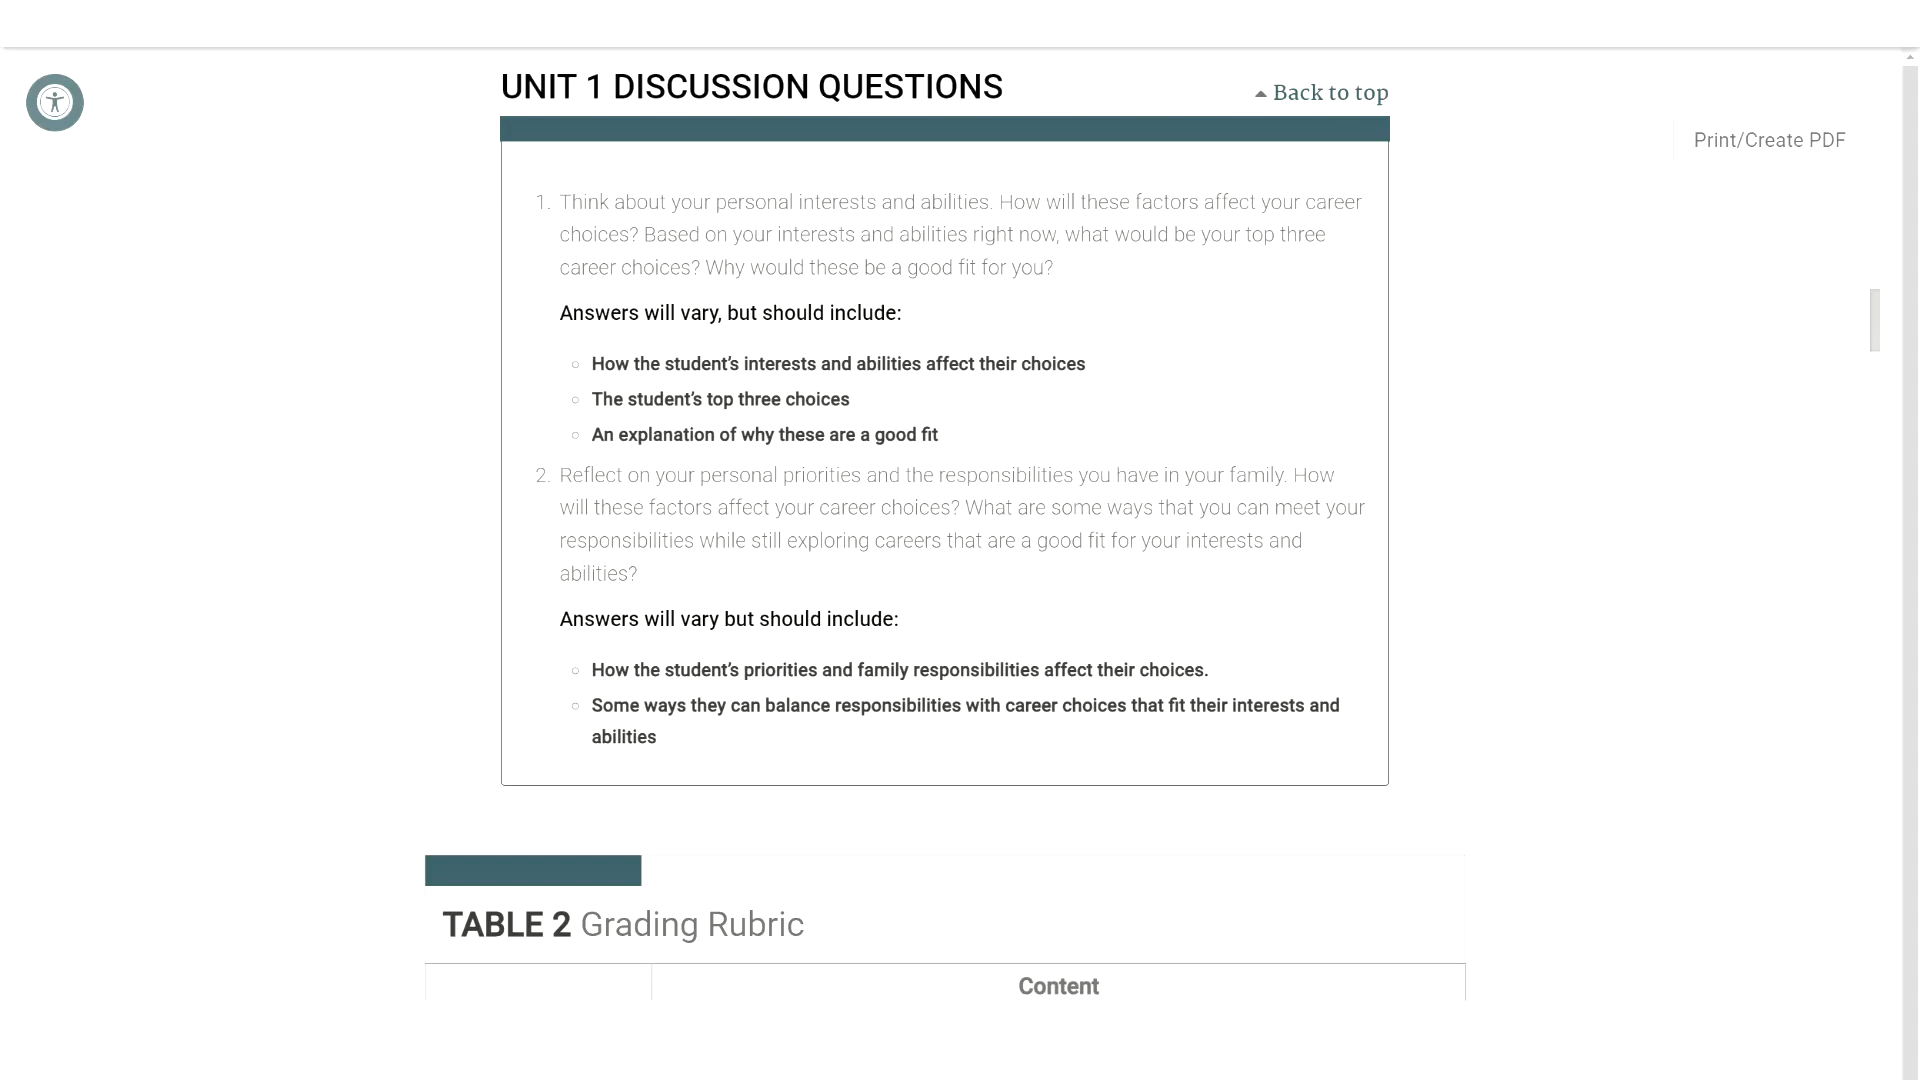 UNIT 1 DISCUSSION QUESTIONS
Back to top
Print/Create PDF
1. Think about your personal interests and abilities. How will these factors affect your career
choices? Based on your interests and abilities right now, what would be your top three
career choices? Why would these be a good fit for you?
Answers will vary, but should include:
How the student’s interests and abilities affect their choices
The student’s top three choices
An explanation of why these are a good fit
2. Reflect on your personal priorities and the responsibilities you have in your family. How
will these factors affect your career choices? What are some ways that you can meet your
responsibilities while still exploring careers that are a good fit for your interests and
abilities?
Answers will vary but should include:
How the student’s priorities and family responsibilities affect their choices.
Some ways they can balance responsibilities with career choices that fit their interests and
abilities
TABLE 2 Grading Rubric
Content